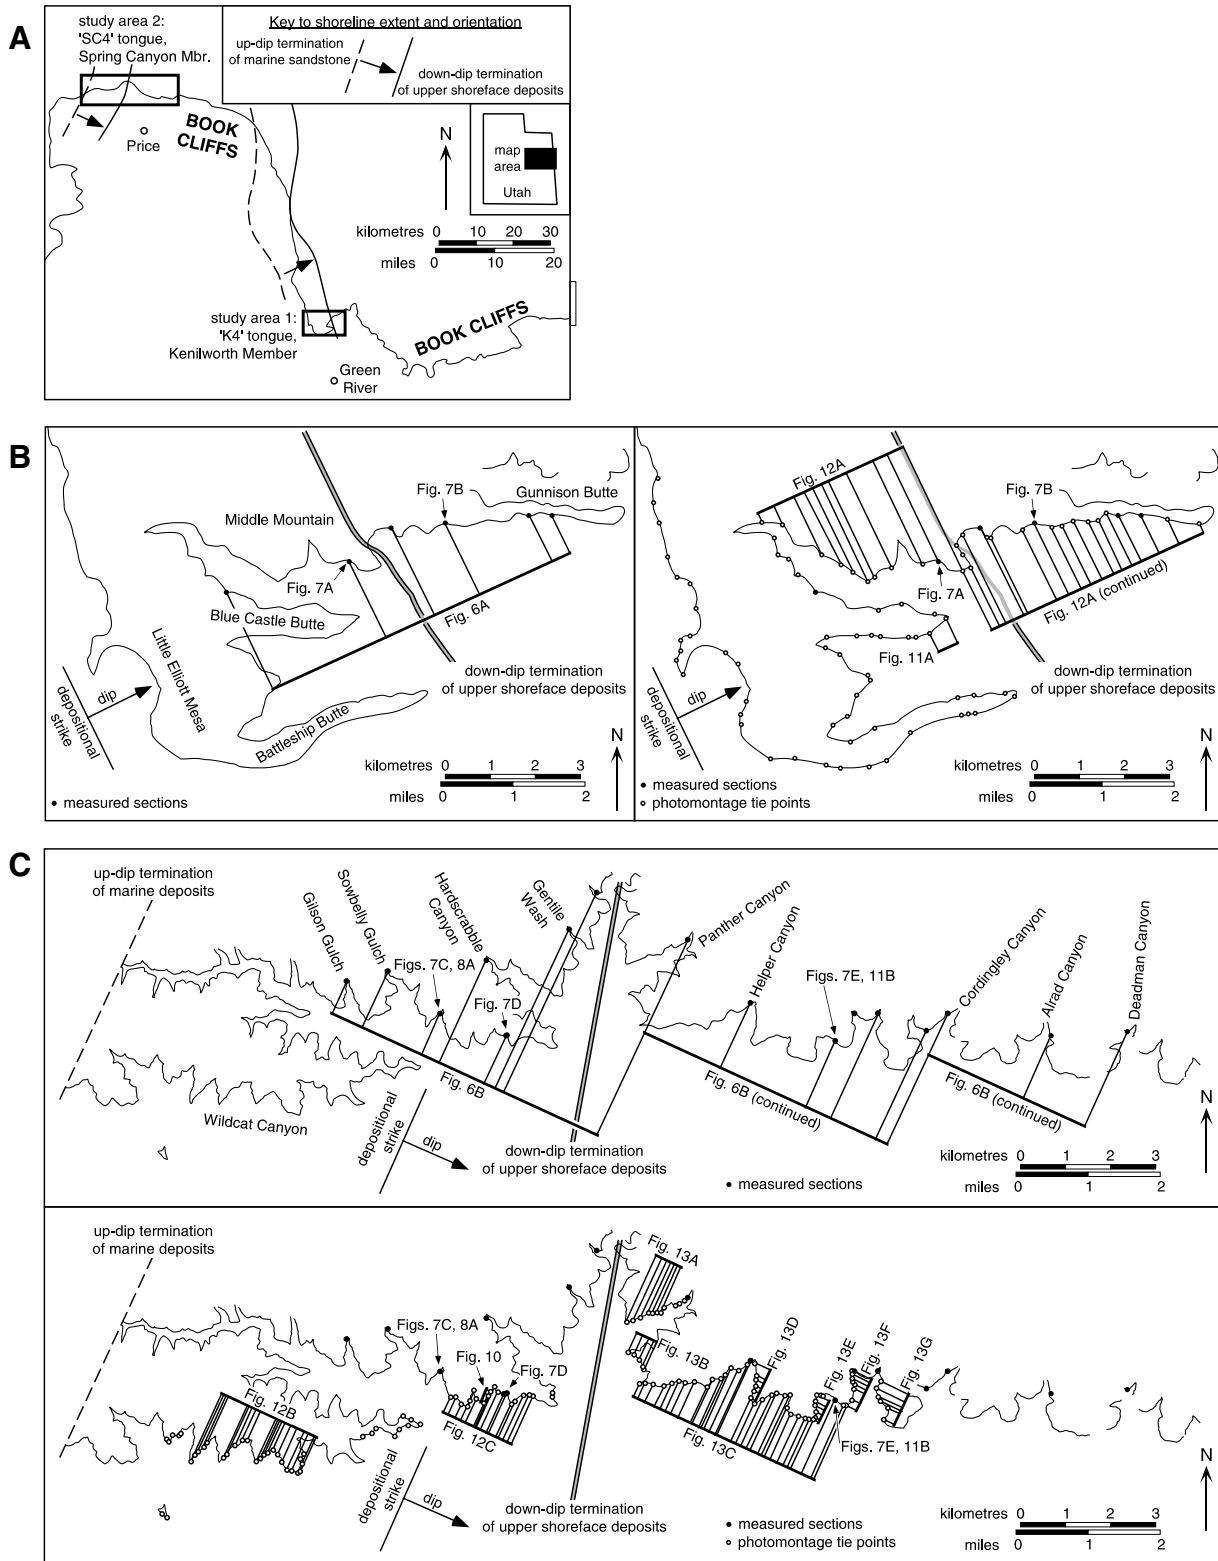 A
study area 2:
'SC4' tongue,
Spring Canyon Mbr.
Key to shoreline extent and orientation
up-dip termination
of marine sandstone
down-dip termination
of upper shoreface deposits
BOOK
CLIFFS
Price
N
map
area
Utah
kilometres 0 10 20 30
miles 0 10 20
study area 1:
'K4' tongue,
Kenilworth Member
BOOK CLIFFS
Green
River
B
Fig. 7B
Gunnison Butte
Middle Mountain
Fig. 7A
Blue Castle Butte
Fig. 6A
Little Elliott Mesa
dip
depositional
strike
Battleship Butte
down-dip termination
of upper shoreface deposits
N
kilometres 0 1 2 3
miles 0 1 2
measured sections
Fig. 12A
Fig. 7B
Fig. 7A
Fig. 12A (continued)
Fig. 11A
dip
depositional
strike
down-dip termination
of upper shoreface deposits
N
kilometres 0 1 2 3
miles 0 1 2
measured sections
photomontage tie points
C
up-dip termination
of marine deposits
Gilson Gulch
Sowbelly Gulch
Hardscrabble
Canyon
Gentile
Wash
Panther Canyon
Helper Canyon
Cordingley Canyon
Alrad Canyon
Deadman Canyon
Figs. 7C, 8A
Fig. 7D
Figs. 7E, 11B
Fig. 6B
Fig. 6B (continued)
Fig. 6B (continued)
Wildcat Canyon
depositional
strike
dip
down-dip termination
of upper shoreface deposits
N
kilometres 0 1 2 3
miles 0 1 2
measured sections
up-dip termination
of marine deposits
Fig. 13A
Figs. 7C, 8A
Fig. 10
Fig. 7D
Fig. 13B
Fig. 13D
Fig. 13E
Fig. 13F
Fig. 13G
Fig. 12B
Fig. 12C
Fig. 13C
Figs. 7E, 11B
depositional
strike
dip
down-dip termination
of upper shoreface deposits
N
kilometres 0 1 2 3
miles 0 1 2
measured sections
photomontage tie points